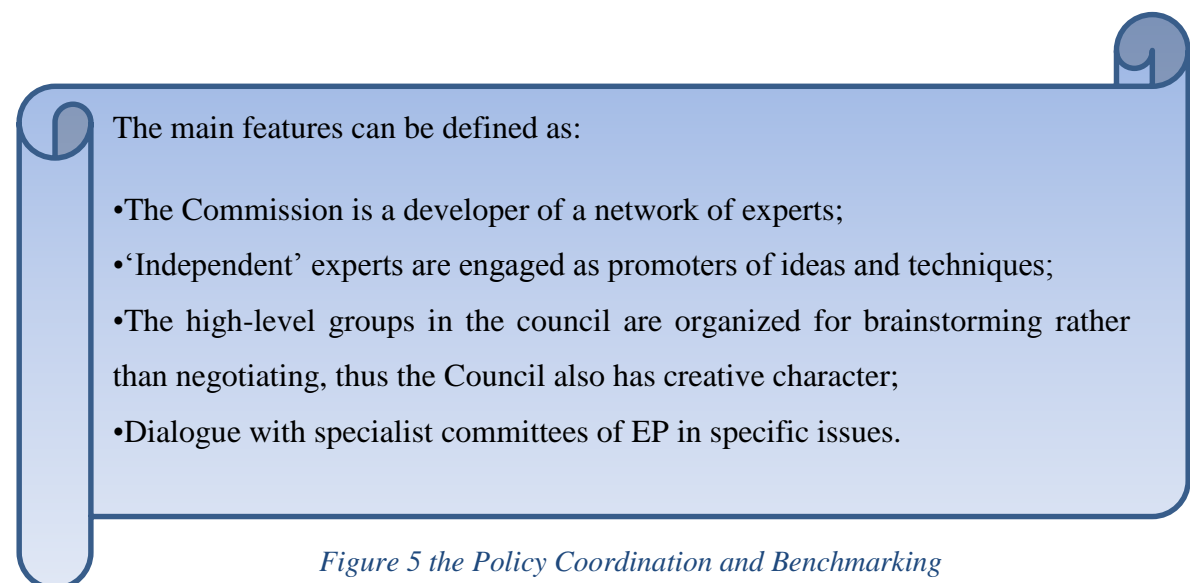 The main features can be defined as:
•The Commission is a developer of a network of experts;
•‘Independent’ experts are engaged as promoters of ideas and techniques;
•The high-level groups in the council are organized for brainstorming rather
than negotiating, thus the Council also has creative character;
•Dialogue with specialist committees of EP in specific issues.
Figure 5 the Policy Coordination and Benchmarking